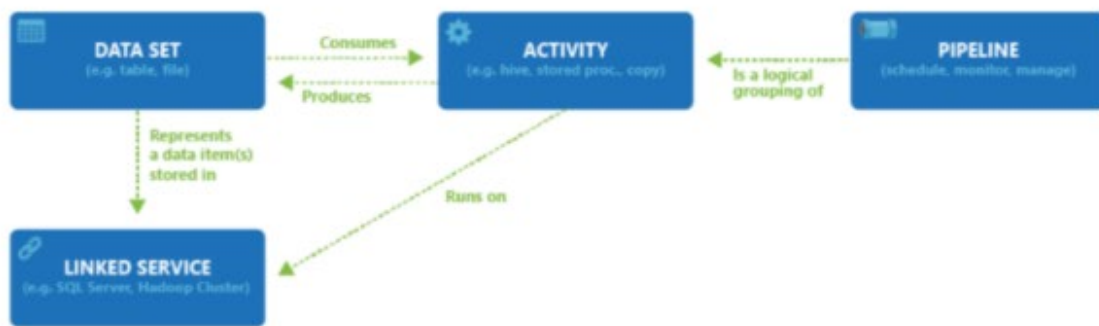 DATA SET
(e.g. table, file)
Consumes
Produces
ACTIVITY
(e.g. hive, stored proc., copy)
Is a logical
grouping of
PIPELINE
(schedule, monitor, manage)
Represents
a data item(s)
stored in
Runs on
LINKED SERVICE
(e.g. SQL Server, Hadoop Cluster)